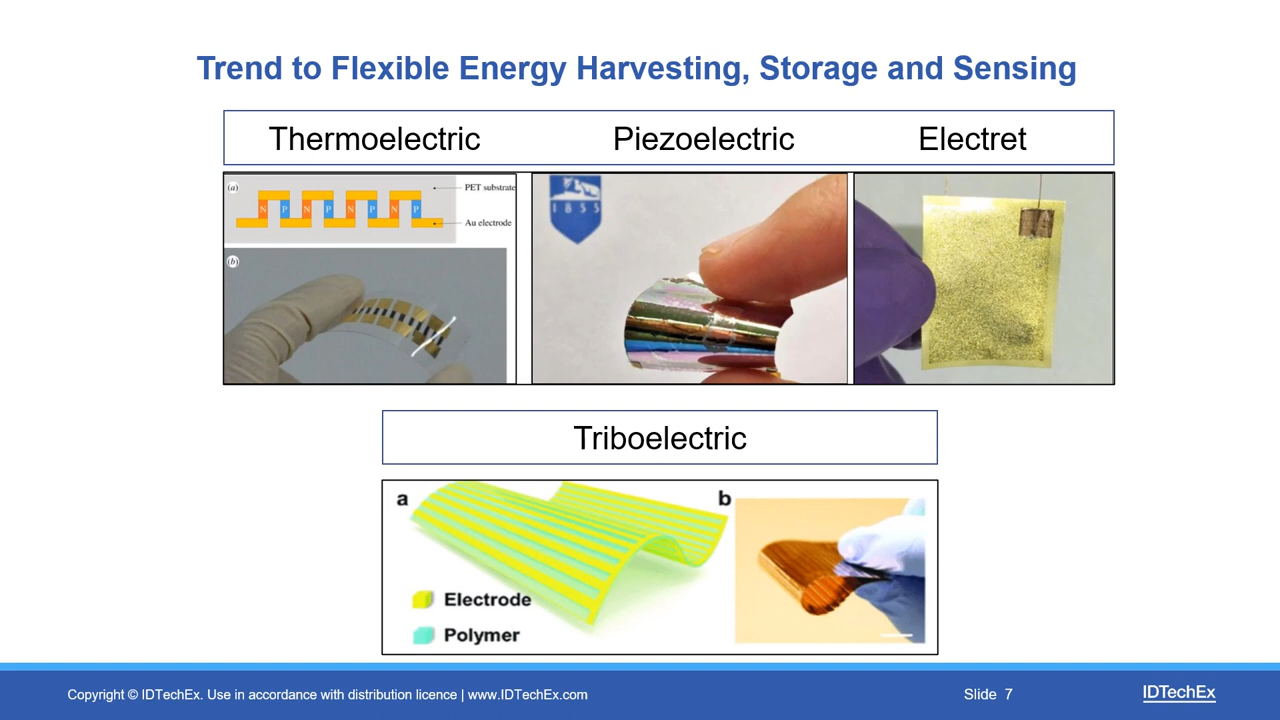 Trend to Flexible Energy Harvesting, Storage and Sensing
Thermoelectric Piezoelectric Electret
(a)
PET substrate
N P N P N P N P
Au electrode
(b)
1855
Triboelectric
a
b
Electrode
Polymer
Copyright © IDTechEx. Use in accordance with distribution licence | www.IDTechEx.com
Slide 7
IDTechEx